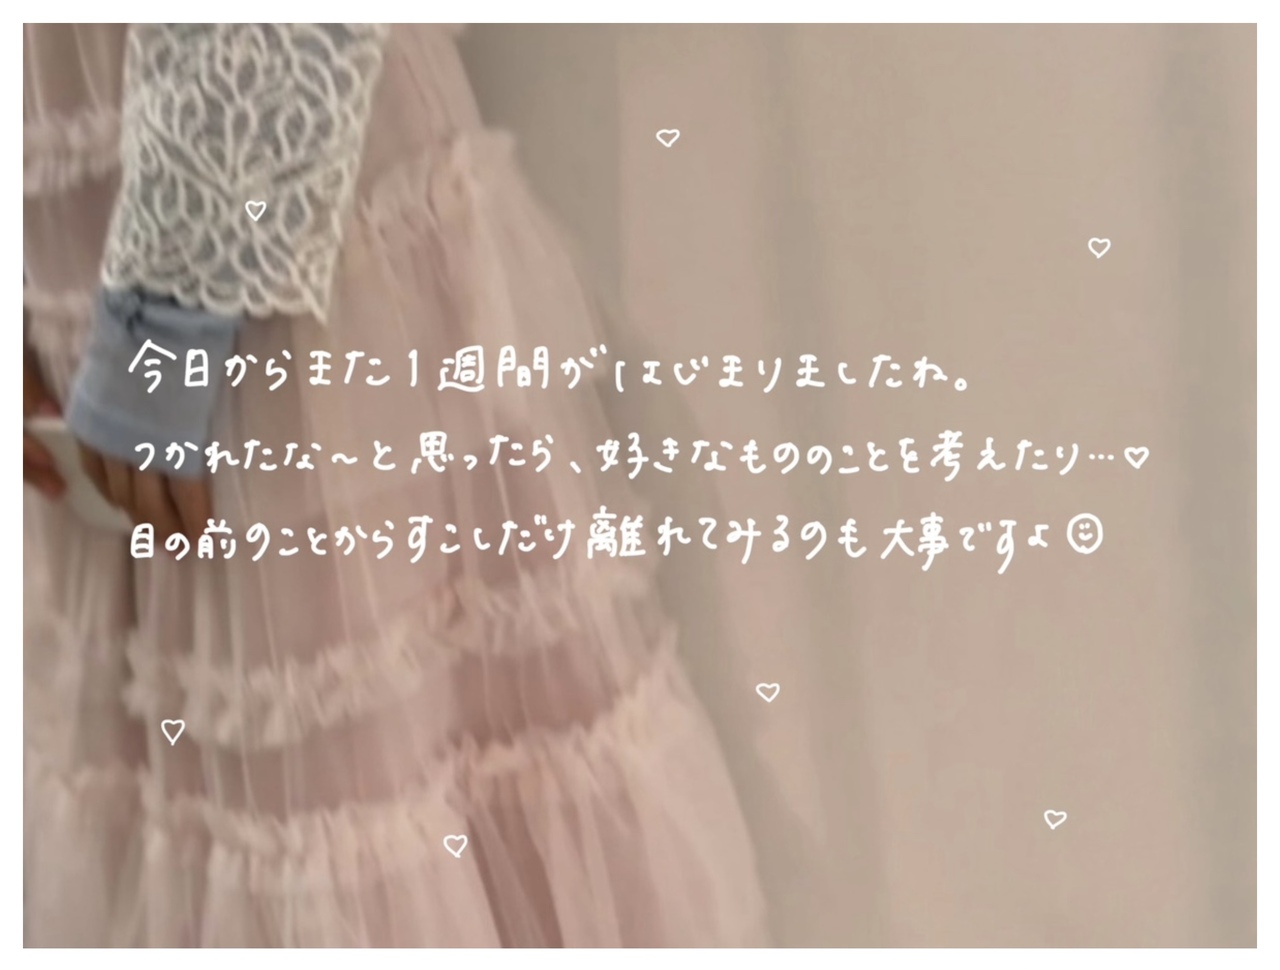 今日からまた1週間がはじまりましたね。
つかれたな〜と思ったら、好きなもののことを考えたり…♡
目の前のことからすこしだけ離れてみるのも大事ですよ☺